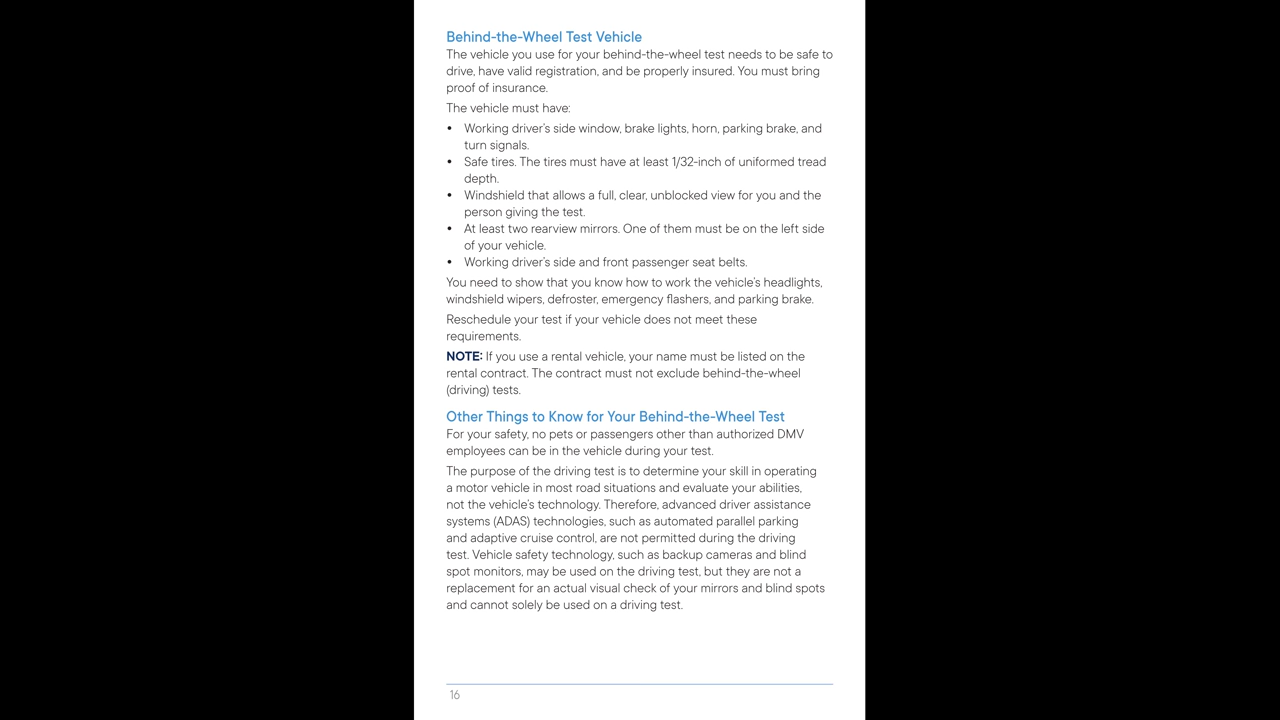 Behind-the-Wheel Test Vehicle
The vehicle you use for your behind-the-wheel test needs to be safe to
drive, have valid registration, and be properly insured. You must bring
proof of insurance.
The vehicle must have:
• Working driver's side window, brake lights, horn, parking brake, and
turn signals.
• Safe tires. The tires must have at least 1/32-inch of uniformed tread
depth.
• Windshield that allows a full, clear, unblocked view for you and the
person giving the test.
• At least two rearview mirrors. One of them must be on the left side
of your vehicle.
• Working driver's side and front passenger seat belts.
You need to show that you know how to work the vehicle's headlights,
windshield wipers, defroster, emergency flashers, and parking brake.
Reschedule your test if your vehicle does not meet these
requirements.
NOTE: If you use a rental vehicle, your name must be listed on the
rental contract. The contract must not exclude behind-the-wheel
(driving) tests.
Other Things to Know for Your Behind-the-Wheel Test
For your safety, no pets or passengers other than authorized DMV
employees can be in the vehicle during your test.
The purpose of the driving test is to determine your skill in operating
a motor vehicle in most road situations and evaluate your abilities,
not the vehicle's technology. Therefore, advanced driver assistance
systems (ADAS) technologies, such as automated parallel parking
and adaptive cruise control, are not permitted during the driving
test. Vehicle safety technology, such as backup cameras and blind
spot monitors, may be used on the driving test, but they are not a
replacement for an actual visual check of your mirrors and blind spots
and cannot solely be used on a driving test.
16